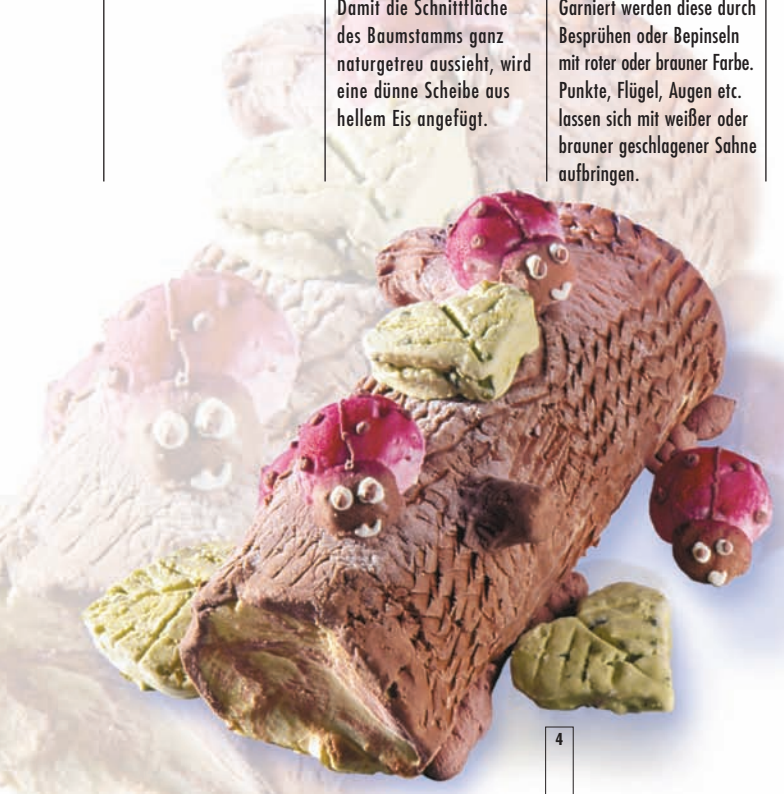 Damit die Schnittfläche
des Baumstamms ganz
naturgetreu aussieht, wird
eine dünne Scheibe aus
hellem Eis angefügt.
Garniert werden diese durch
Besprühen oder Bepinseln
mit roter oder brauner Farbe.
Punkte, Flügel, Augen etc.
lassen sich mit weißer oder
brauner geschlagener Sahne
aufbringen.
4